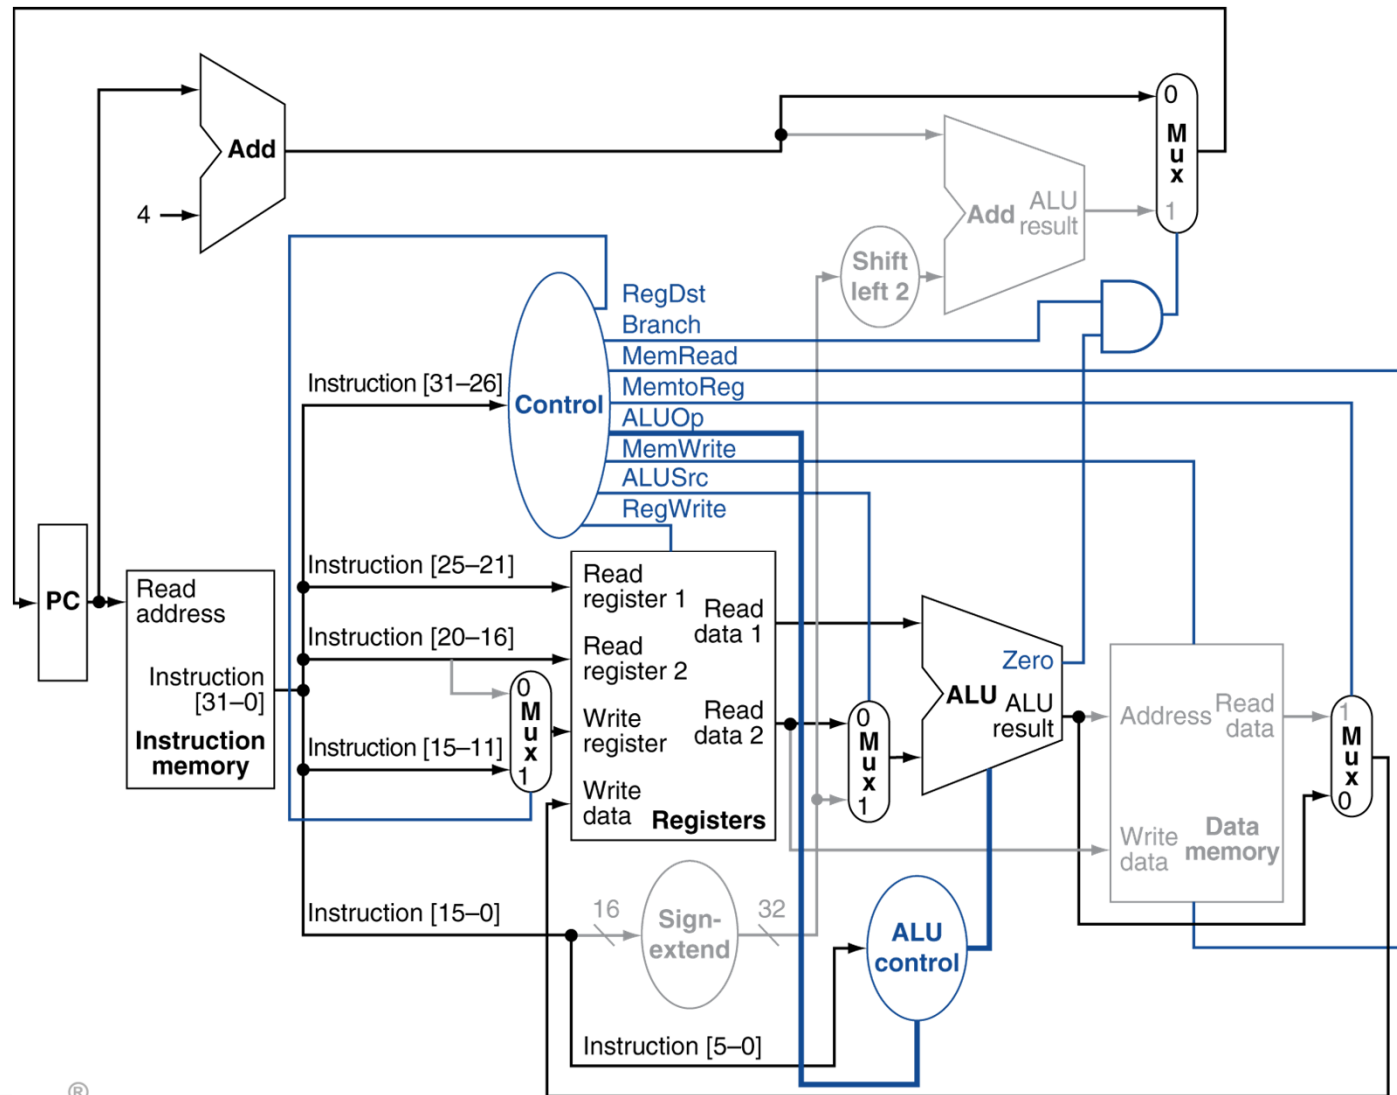 0
M
u
x
1
Add
4
Add
ALU
result
Shift
left 2
RegDst
Branch
MemRead
MemtoReg
ALUOp
MemWrite
ALUSrc
RegWrite
Instruction [31–26]
Control
Instruction [25–21]
PC
Read
address
Instruction
[31–0]
Instruction
memory
Instruction [20–16]
0
M
u
x
1
Instruction [15–11]
Read
register 1
Read
data 1
Read
register 2
Write
register
Read
data 2
Write
data
Registers
0
M
u
x
1
Zero
ALU
ALU
result
Address
Read
data
Write
data
Data
memory
1
M
u
x
0
Instruction [15–0]
16
Sign-
extend
32
ALU
control
Instruction [5–0]
®